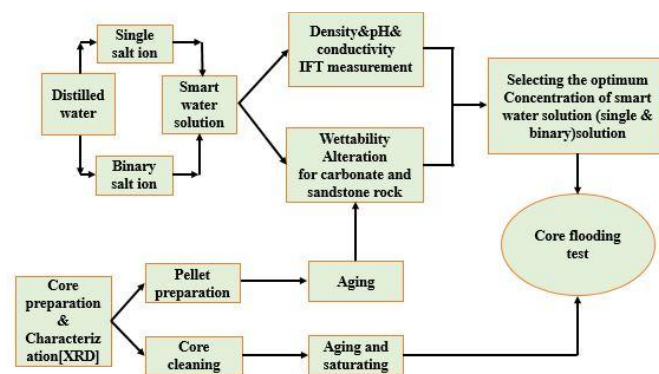 Single
salt ion
Distilled
water
Binary
salt ion
Smart
water
solution
Density&pH&
conductivity
IFT measurement
Wettability
Alteration
for carbonate and
sandstone rock
Selecting the optimum
Concentration of smart
water solution (single &
binary)solution
Core flooding
test
Core
preparation
&
Characteriz
ation[XRD]
Pellet
preparation
Aging
Core
cleaning
Aging and
saturating